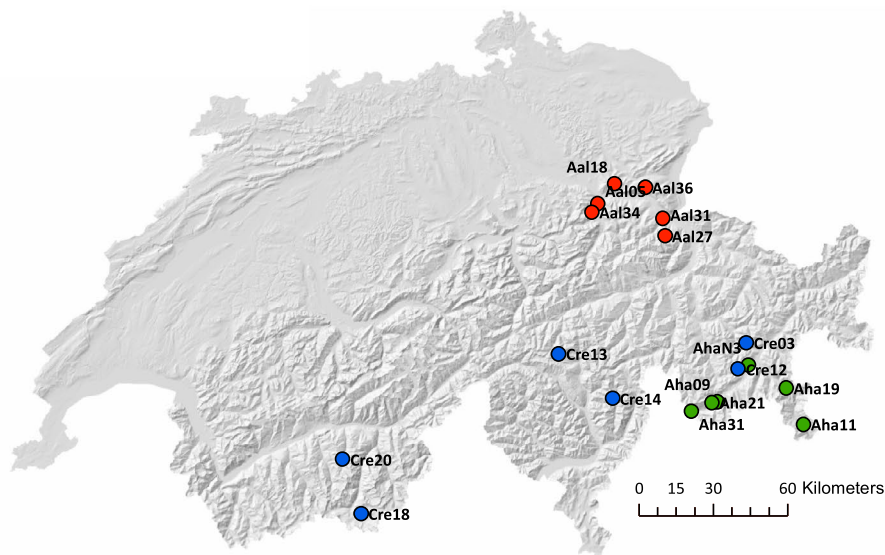 Aal18
Aal36
Aal05
Aal34
Aal31
Aal27
Cre03
AhaN3
Cre13
Cre12
Aha09
Aha19
Cre14
Aha21
Aha31
Aha11
Cre20
0 15 30 60 Kilometers
Cre18